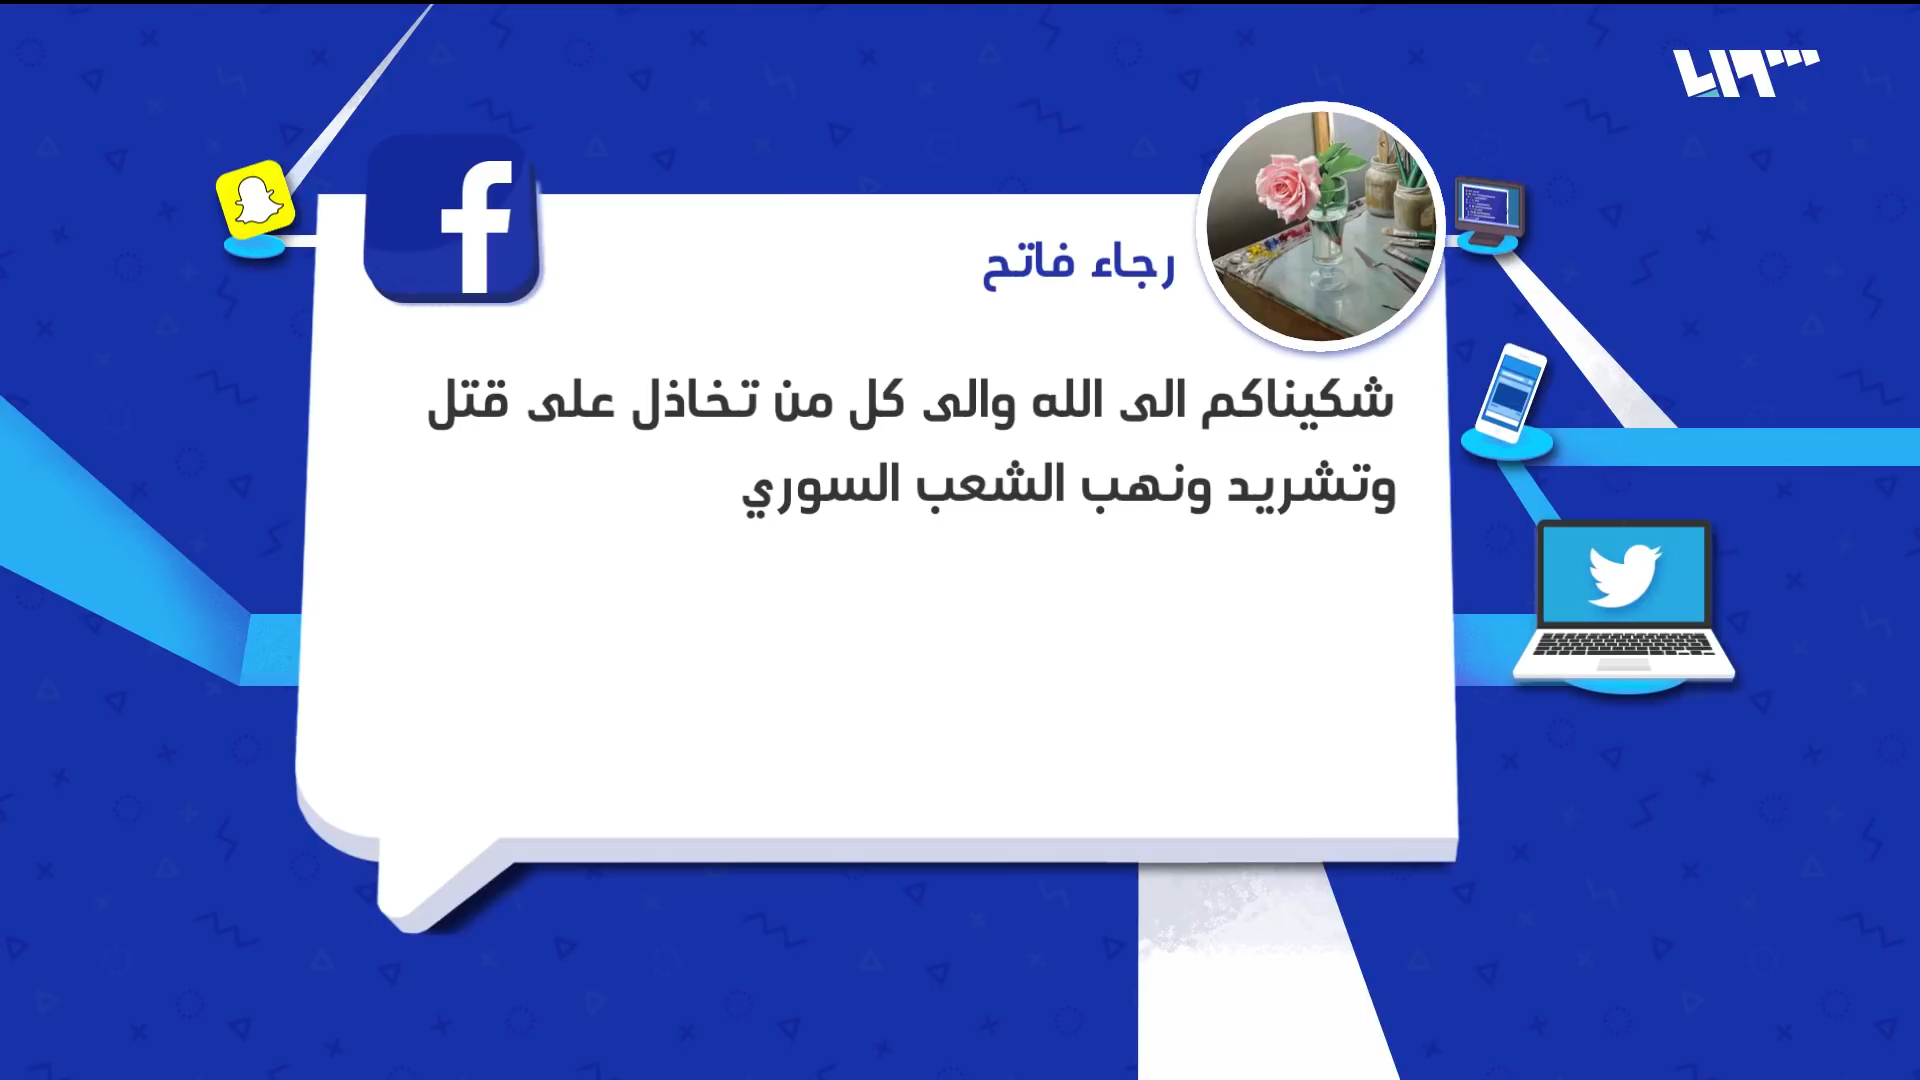 رجاء فاتح
شكيناكم الى الله والى كل من تخاذل على قتل
وتشريد ونهب الشعب السوري